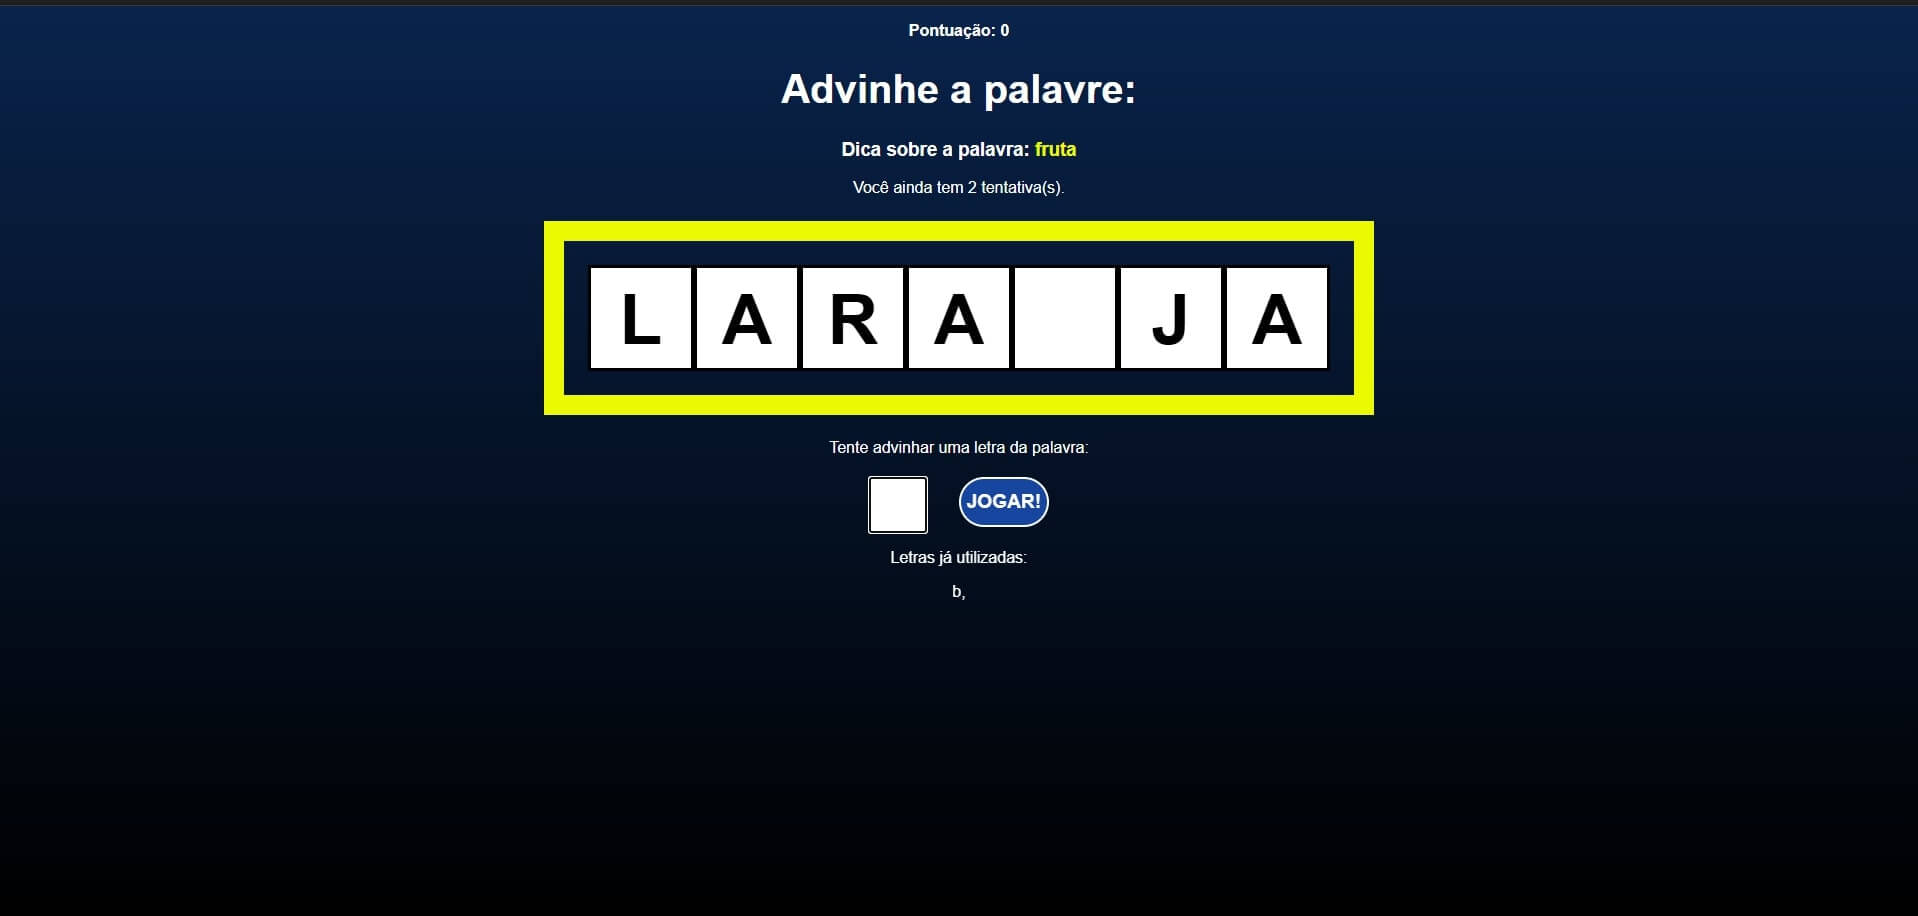 Pontuação: 0
Advinhe a palavre:
Dica sobre a palavra: fruta
Você ainda tem 2 tentativa(s).
L A R A J A
Tente advinhar uma letra da palavra:
JOGAR!
Letras já utilizadas:
b,